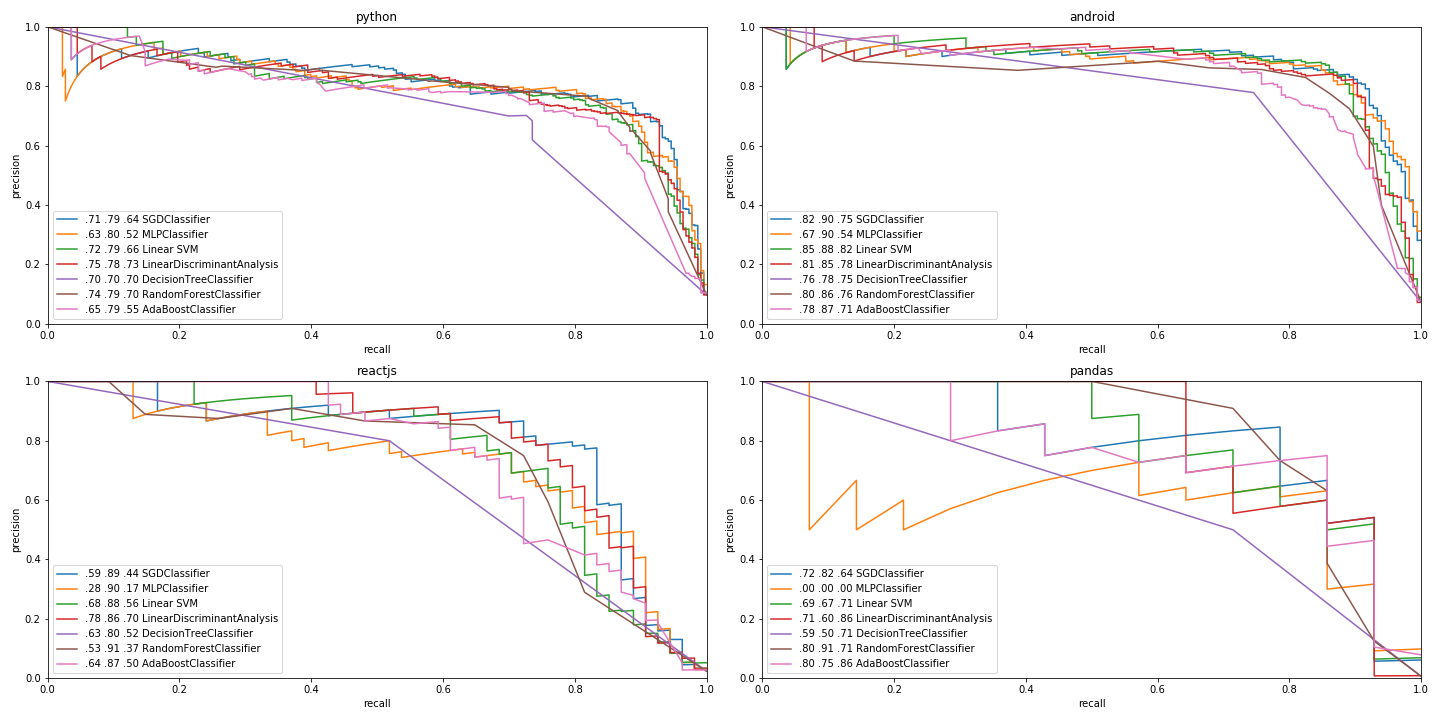 python
1.0
0.8
0.6
0.4
0.2
0.0
precision
.71 .79 .64 SGDClassifier
.63 .80 .52 MLPClassifier
.72 .79 .66 Linear SVM
.75 .78 .73 LinearDiscriminantAnalysis
.70 .70 .70 DecisionTreeClassifier
.74 .79 .70 RandomForestClassifier
.65 .79 .55 AdaBoostClassifier
0.0 0.2 0.4 0.6 0.8 1.0
recall
android
1.0
0.8
0.6
0.4
0.2
0.0
precision
.82 .90 .75 SGDClassifier
.67 .90 .54 MLPClassifier
.85 .88 .82 Linear SVM
.81 .85 .78 LinearDiscriminantAnalysis
.76 .78 .75 DecisionTreeClassifier
.80 .86 .76 RandomForestClassifier
.78 .87 .71 AdaBoostClassifier
0.0 0.2 0.4 0.6 0.8 1.0
recall
reactjs
1.0
0.8
0.6
0.4
0.2
0.0
precision
.59 .89 .44 SGDClassifier
.28 .90 .17 MLPClassifier
.68 .88 .56 Linear SVM
.78 .86 .70 LinearDiscriminantAnalysis
.63 .80 .52 DecisionTreeClassifier
.53 .91 .37 RandomForestClassifier
.64 .87 .50 AdaBoostClassifier
0.0 0.2 0.4 0.6 0.8 1.0
recall
pandas
1.0
0.8
0.6
0.4
0.2
0.0
precision
.72 .82 .64 SGDClassifier
.00 .00 .00 MLPClassifier
.69 .67 .71 Linear SVM
.71 .60 .86 LinearDiscriminantAnalysis
.59 .50 .71 DecisionTreeClassifier
.80 .91 .71 RandomForestClassifier
.80 .75 .86 AdaBoostClassifier
0.0 0.2 0.4 0.6 0.8 1.0
recall